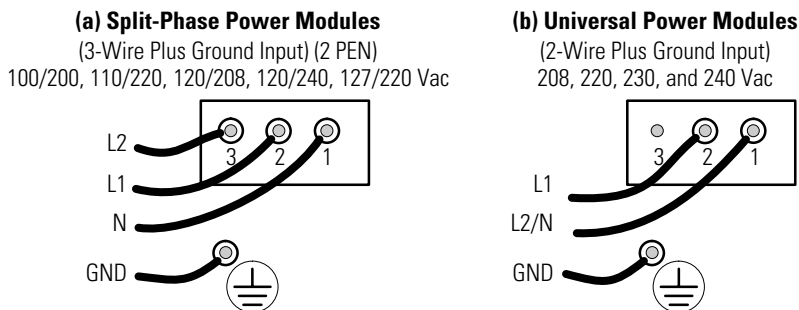 (a) Split-Phase Power Modules
(3-Wire Plus Ground Input) (2 PEN)
100/200, 110/220, 120/208, 120/240, 127/220 Vac
L2
3 2 1
L1
N
GND
(b) Universal Power Modules
(2-Wire Plus Ground Input)
208, 220, 230, and 240 Vac
3 2 1
L1
L2/N
GND